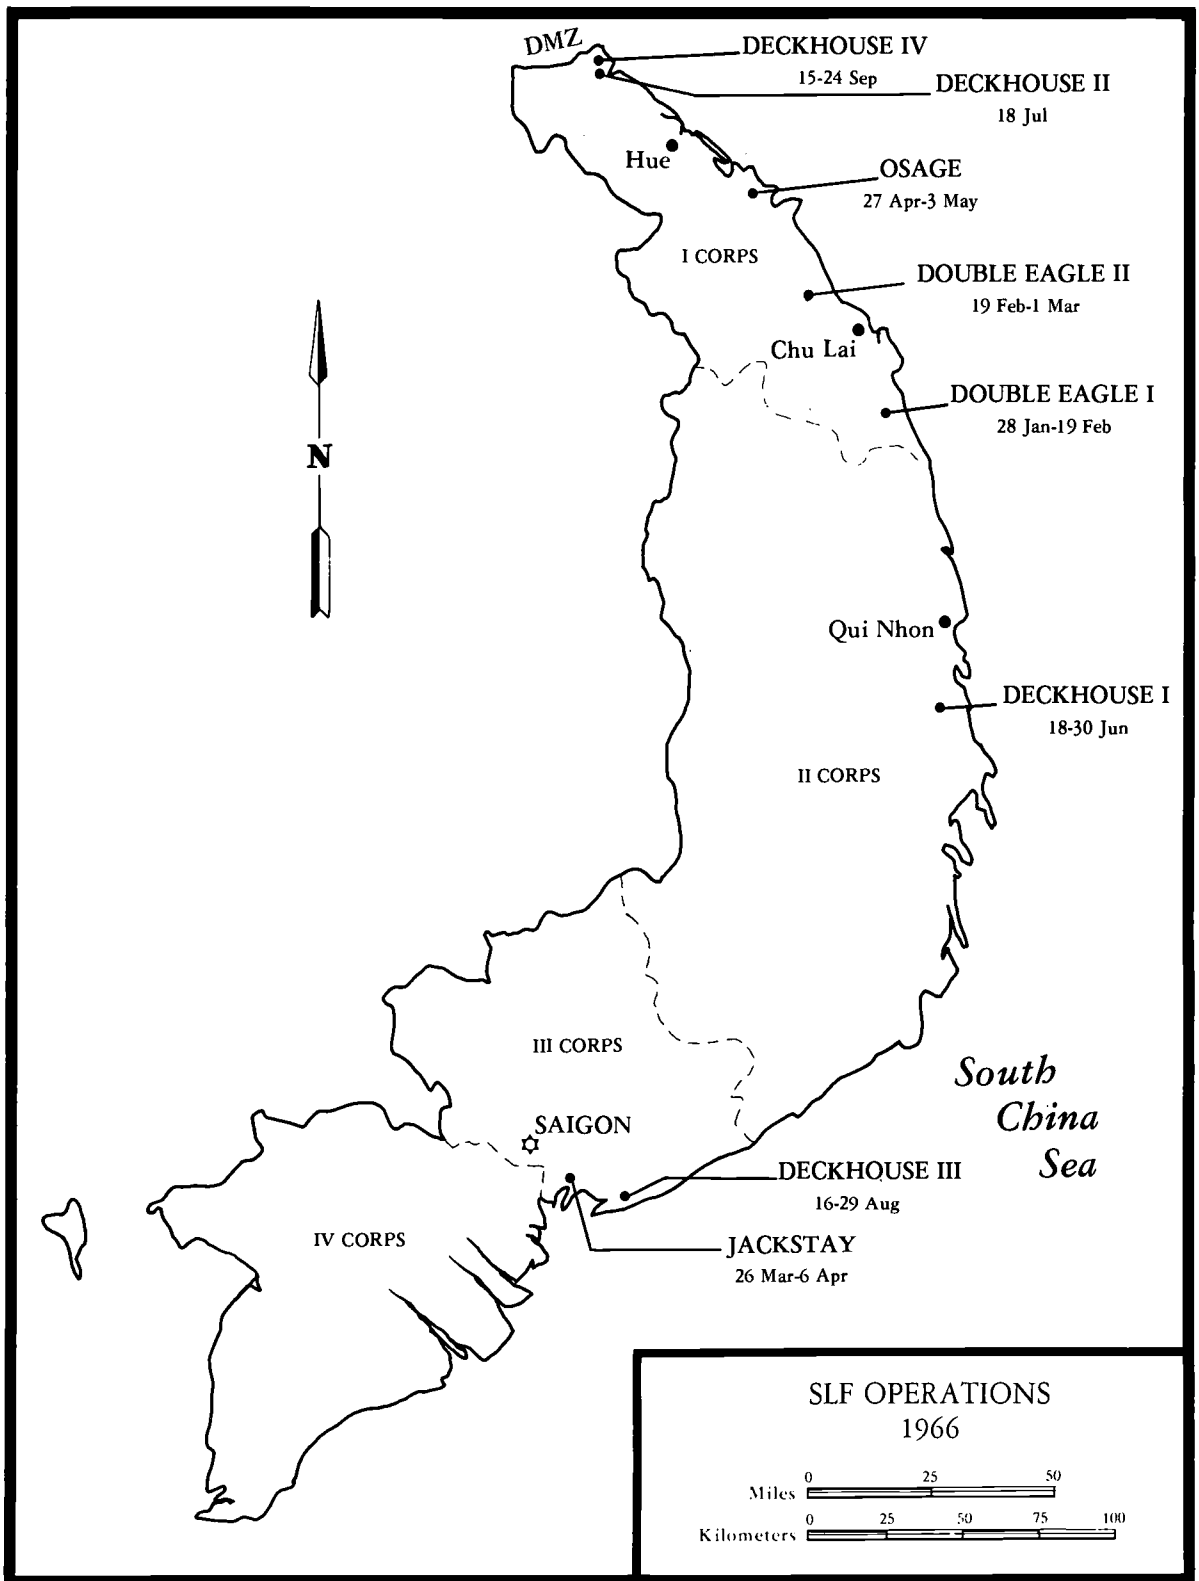 DMZ
DECKHOUSE IV
15-24 Sep
DECKHOUSE II
18 Jul
Hue
OSAGE
27 Apr-3 May
I CORPS
DOUBLE EAGLE II
19 Feb-1 Mar
Chu Lai
DOUBLE EAGLE I
28 Jan-19 Feb
N
Qui Nhon
DECKHOUSE I
18-30 Jun
II CORPS
III CORPS
South
China
Sea
SAIGON
DECKHOUSE III
16-29 Aug
IV CORPS
JACKSTAY
26 Mar-6 Apr
SLF OPERATIONS
1966
0 25 50
Miles
0 25 50 75 100
Kilometers